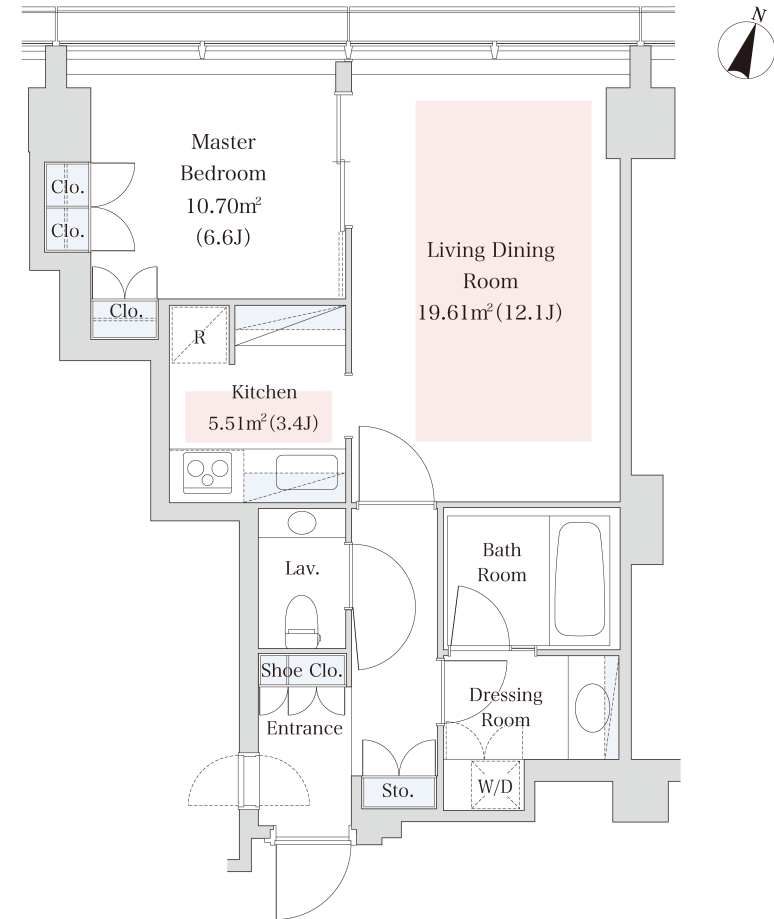 N
Master
Bedroom
10.70m²
(6.6J)
Clo.
Clo.
Clo.
Living Dining
Room
19.61m²(12.1J)
R
Kitchen
5.51m²(3.4J)
Lav.
Bath
Room
Shoe Clo.
Entrance
Dressing
Room
Sto.
W/D